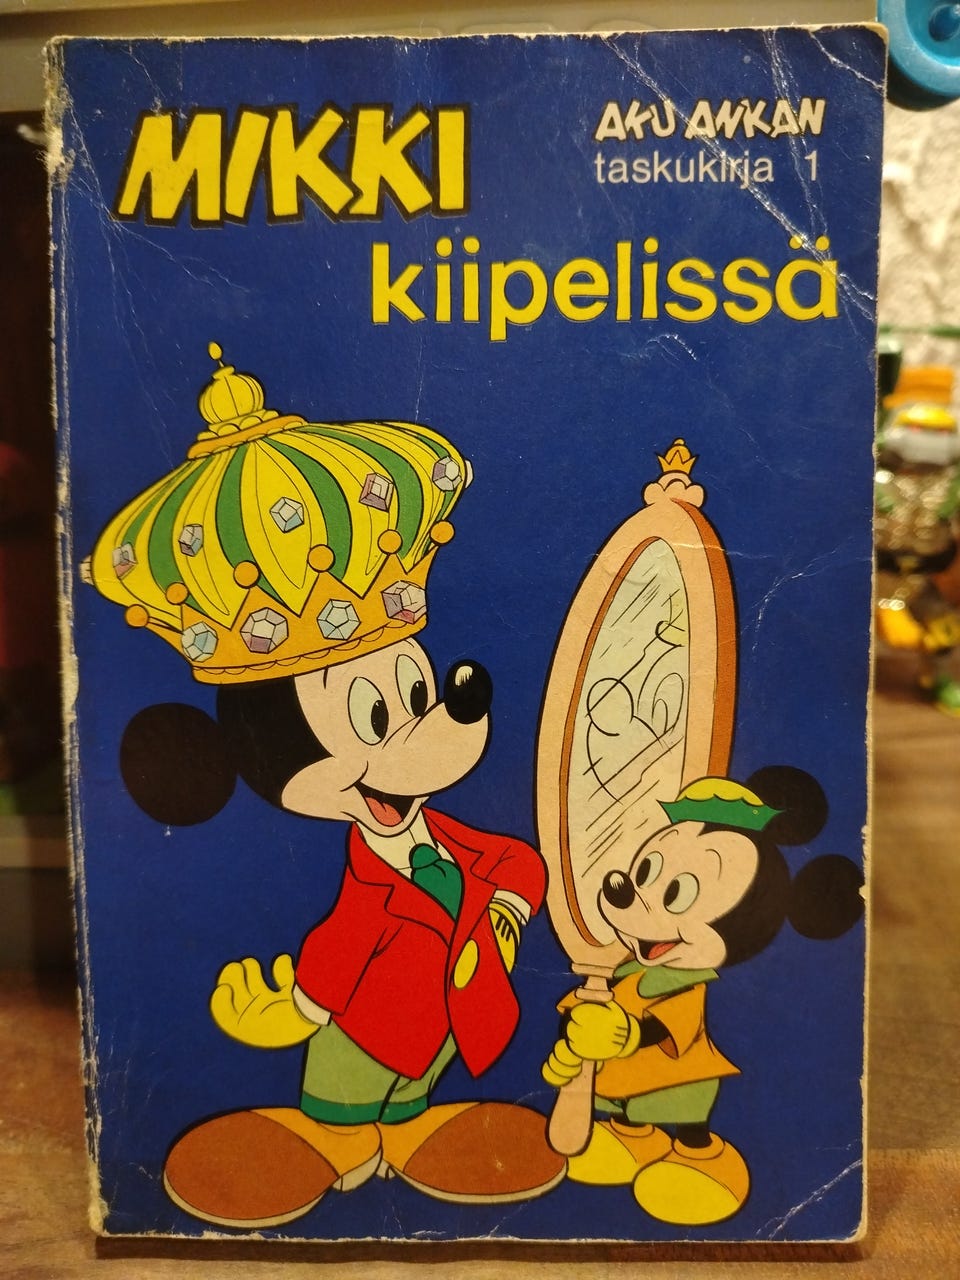 MIKKI
AKU ANKAN
taskukirja 1
kiipelissä